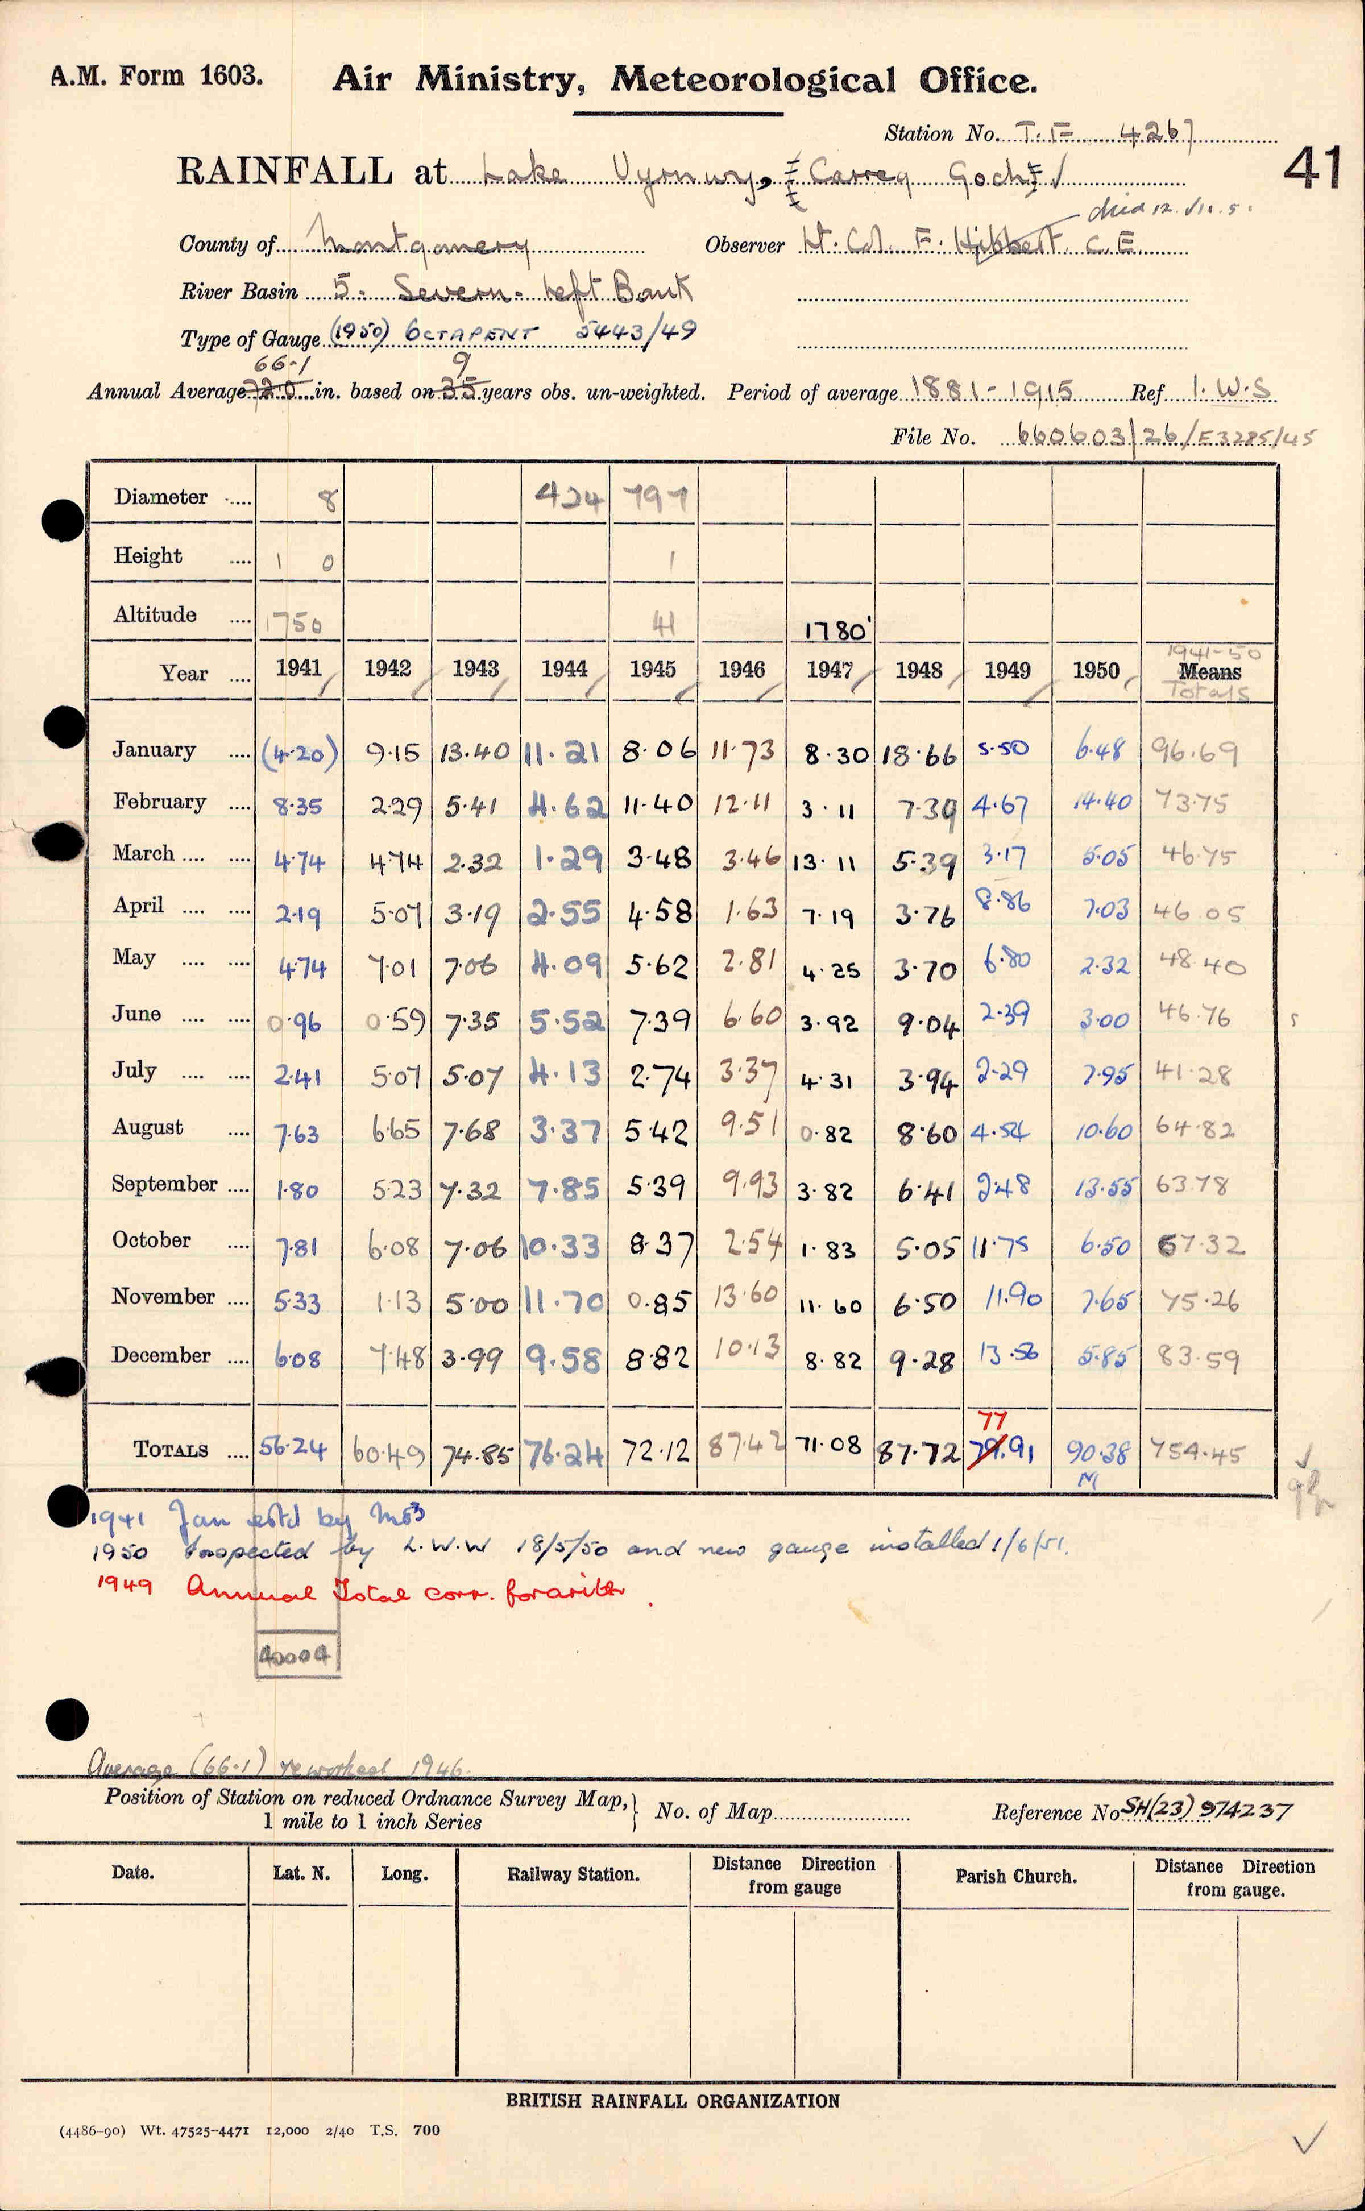 A.M. Form 1603. Air Ministry, Meteorological Office.
Station No. T.F 4267
41
RAINFALL at Lake Vyrnwy, Carreg Goch
died 12.
County of Montgomery Observer Lt. Col. F. Hibbert. C.E.
River Basin 5. Severn - Left Bank
Type of Gauge (1950) OCTAPENT 5443/49
66.1 9
Annual Average 72.0 in. based on 35 years obs. un-weighted. Period of average 1881-1915 Ref I.W.S
File No. 660603/26/E3285/45
Diameter .... 8 424 797
Height .... 1 0 1
Altitude .... 1750 41 1780'
1941-50
Year .... 1941 1942 1943 1944 1945 1946 1947 1948 1949 1950 Means
Totals
January .... (4.20) 9.15 13.40 11.21 8.06 11.73 8.30 18.66 5.50 6.48 96.69
February .... 8.35 2.29 5.41 4.62 11.40 12.11 3.11 7.39 4.67 14.40 73.75
March .... .... 4.74 4.74 2.32 1.29 3.48 3.46 13.11 5.39 3.17 5.05 46.75
April .... .... 2.19 5.07 3.19 2.55 4.58 1.63 7.19 3.76 8.86 7.03 46.05
May .... .... 4.74 7.01 7.06 4.09 5.62 2.81 4.25 3.70 6.80 2.32 48.40
June .... .... 0.96 0.59 7.35 5.52 7.39 6.60 3.92 9.04 2.39 3.00 46.76 s
July .... .... 2.41 5.07 5.07 4.13 2.74 3.37 4.31 3.94 2.29 7.95 41.28
August .... 7.63 6.65 7.68 3.37 5.42 9.51 0.82 8.60 4.54 10.60 64.82
September .... 1.80 5.23 7.32 7.85 5.39 9.93 3.82 6.41 2.48 13.55 63.78
October .... 7.81 6.08 7.06 10.33 8.37 2.54 1.83 5.05 11.75 6.50 67.32
November .... 5.33 1.13 5.00 11.70 0.85 13.60 11.60 6.50 11.90 7.65 75.26
December .... 6.08 7.48 3.99 9.58 8.82 10.13 8.82 9.28 13.56 5.85 83.59
77
TOTALS .... 56.24 60.49 74.85 76.24 72.12 87.42 71.08 87.72 79.91 90.38 754.45
M
1941 Jan estd by M.O.3
1950 Inspected by L.W.W 18/5/50 and new gauge installed 1/6/51.
1949 Annual Total corr. for arith.
40004
Average (66.1) reworked 1946.
Position of Station on reduced Ordnance Survey Map, 1 mile to 1 inch Series } No. of Map Reference No SH(23) 974237
Date. Lat. N. Long. Railway Station. Distance Direction from gauge Parish Church. Distance Direction from gauge.
BRITISH RAINFALL ORGANIZATION
(4486-90) Wt. 47525-4471 12,000 2/40 T.S. 700